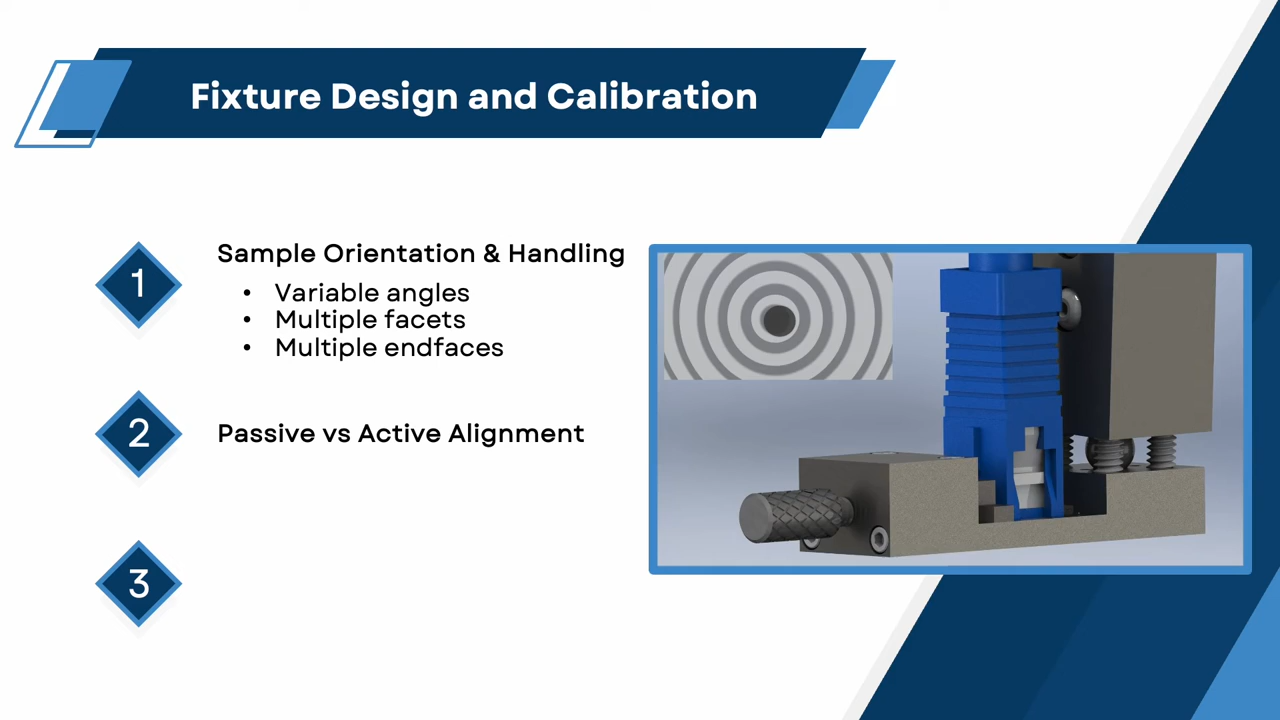 Fixture Design and Calibration
1
Sample Orientation & Handling
• Variable angles
• Multiple facets
• Multiple endfaces
2
Passive vs Active Alignment
3